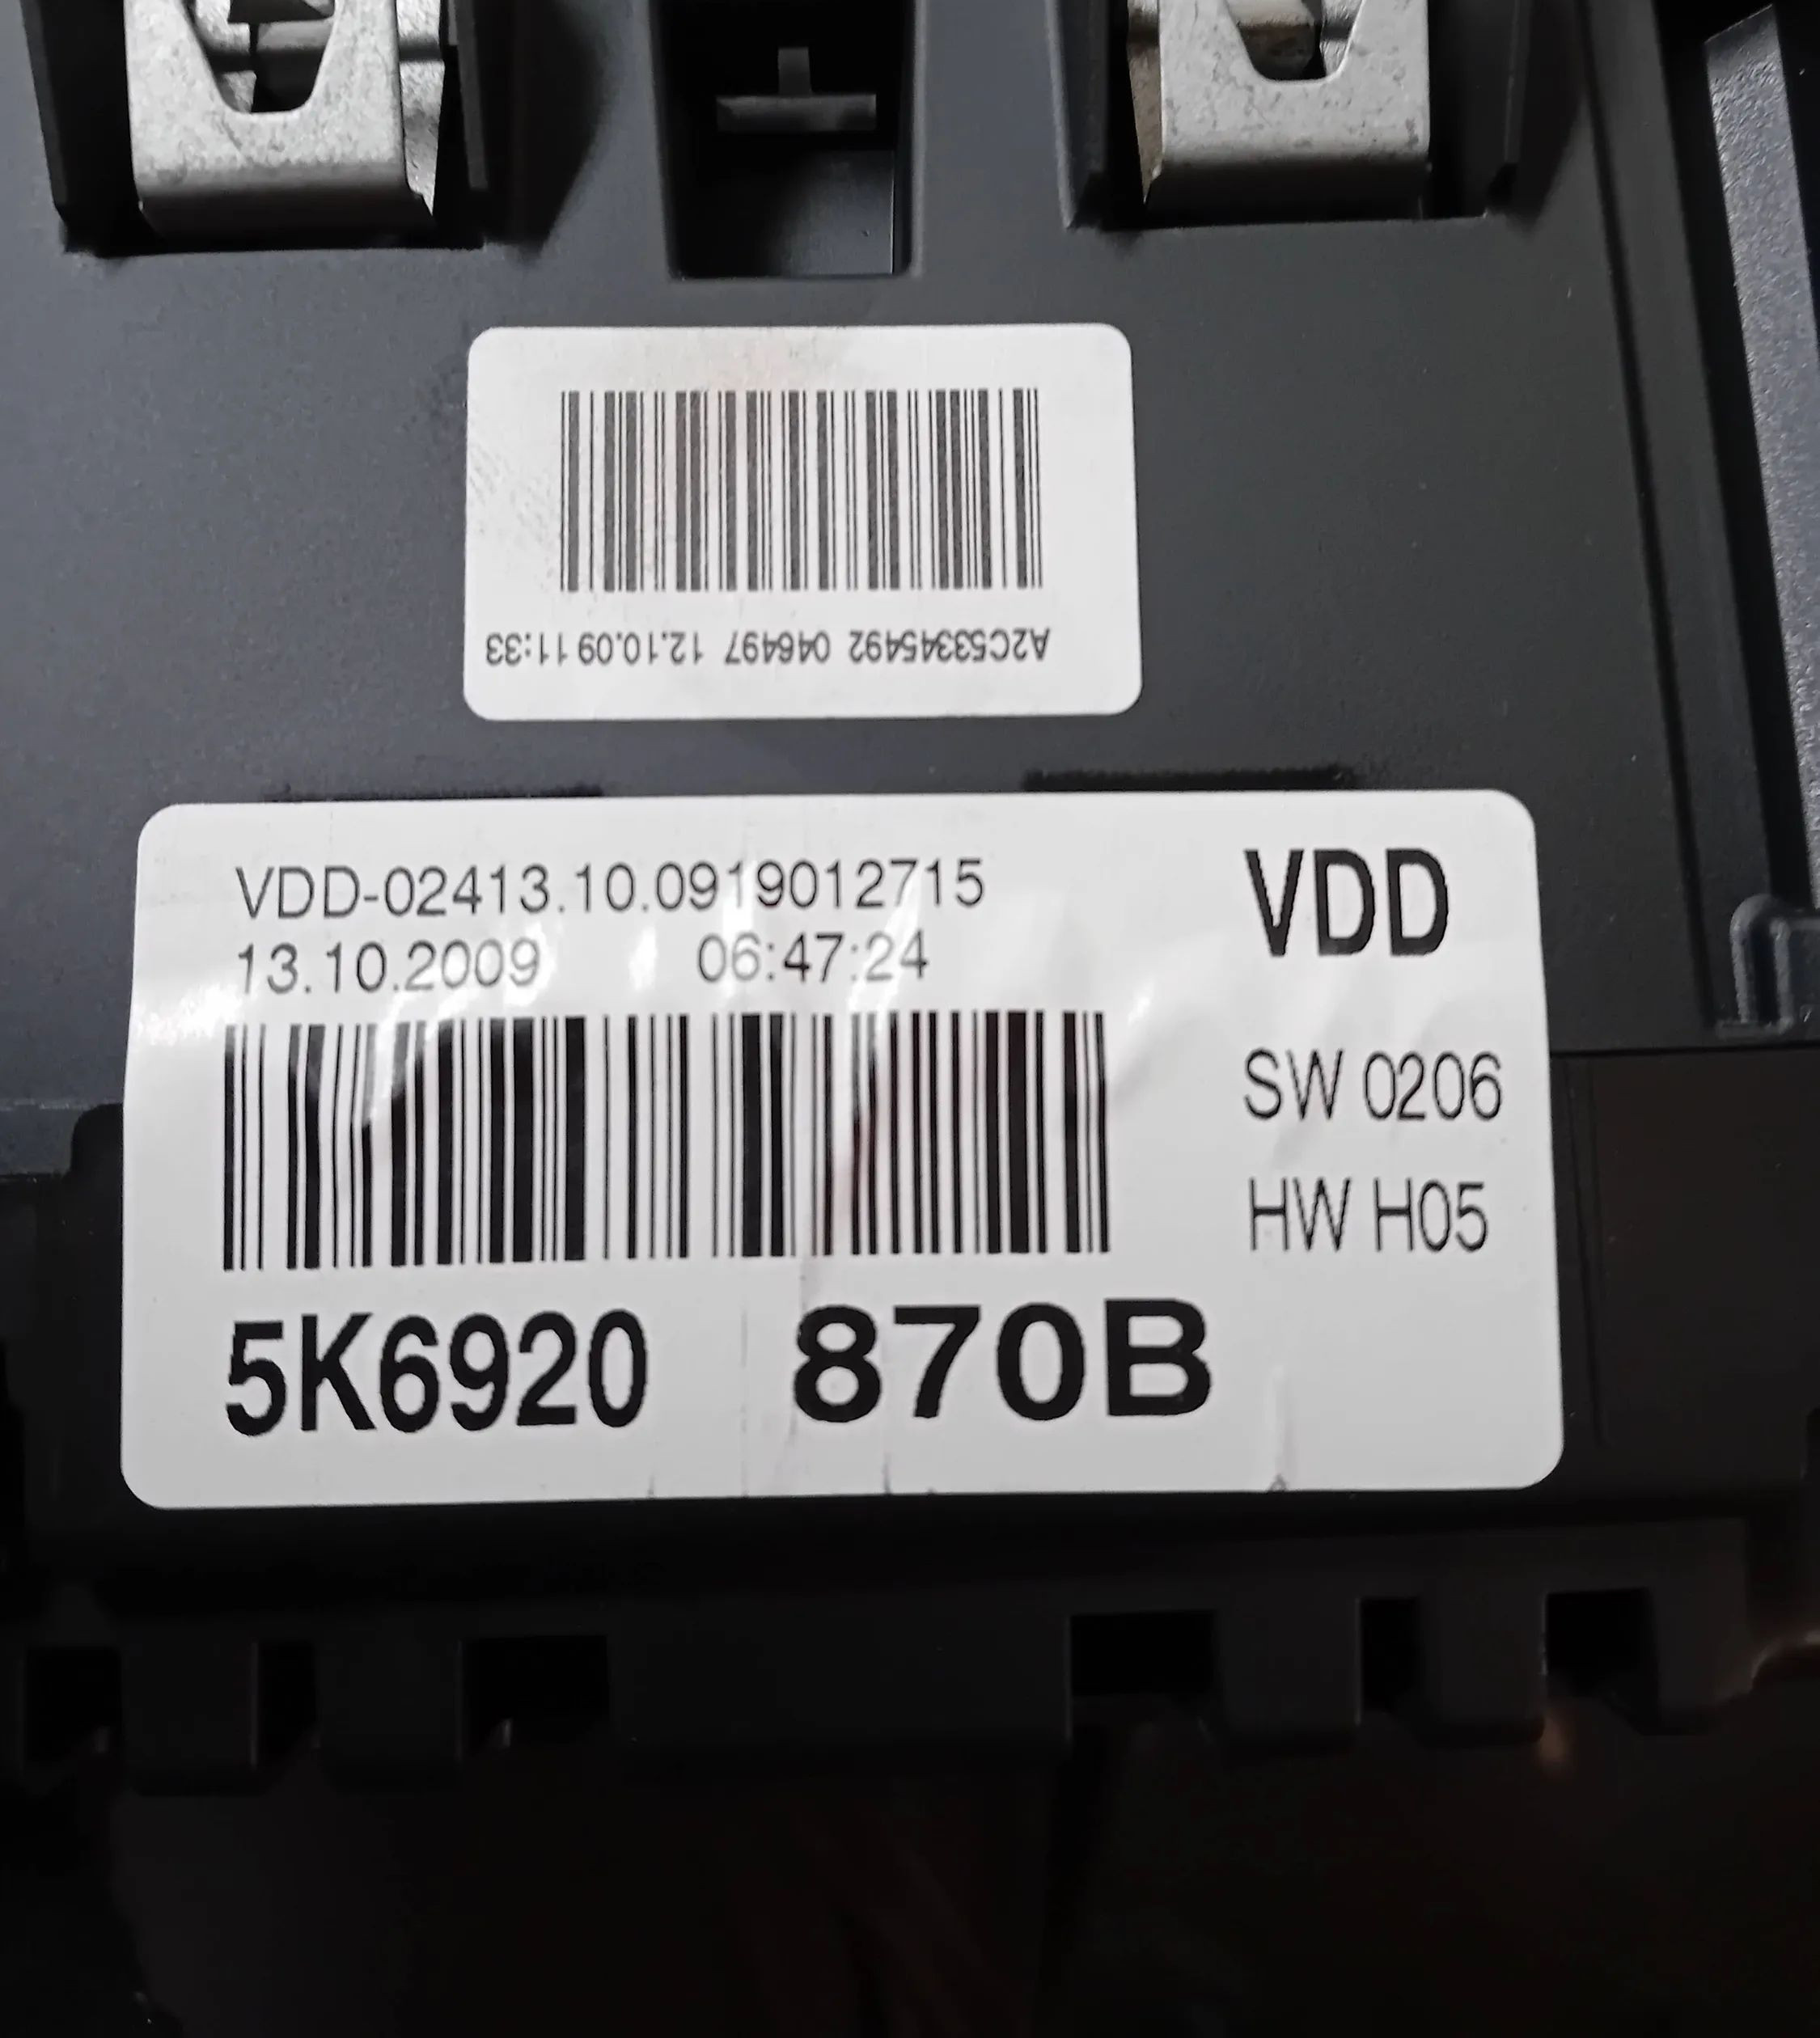 A2C53345492 046497 12.10.09 11:33
VDD-02413.10.0919012715
13.10.2009 06:47:24
VDD
SW 0206
HW H05
5K6920 870B